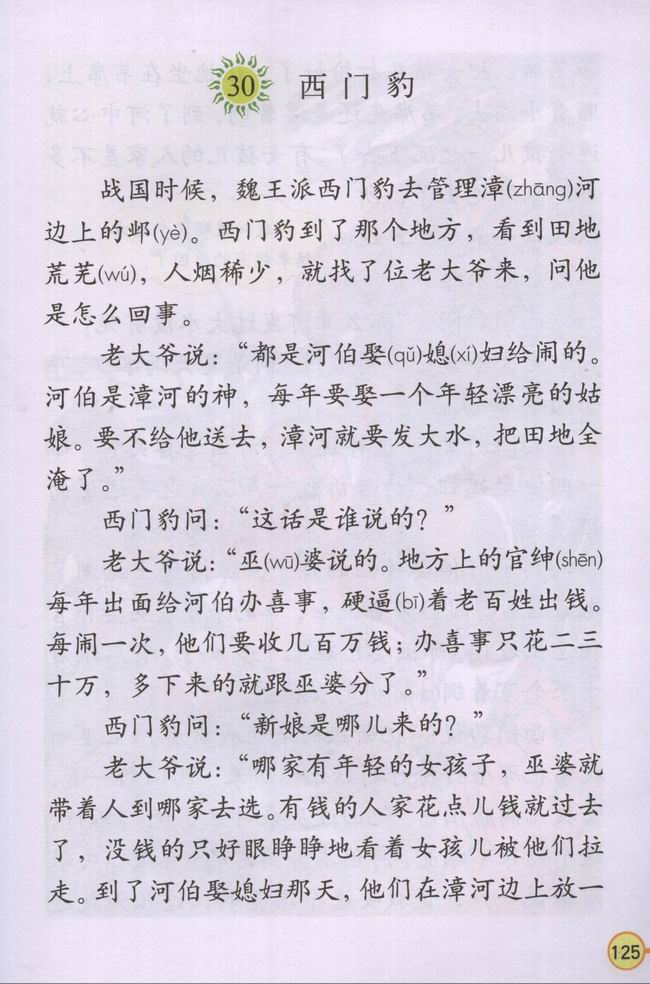 30 西门豹
战国时候，魏王派西门豹去管理漳(zhāng)河
边上的邺(yè)。西门豹到了那个地方，看到田地
荒芜(wú)，人烟稀少，就找了位老大爷来，问他
是怎么回事。
老大爷说：“都是河伯娶(qǔ)媳(xí)妇给闹的。
河伯是漳河的神，每年要娶一个年轻漂亮的姑
娘。要不给他送去，漳河就要发大水，把田地全
淹了。”
西门豹问：“这话是谁说的？”
老大爷说：“巫(wū)婆说的。地方上的官绅(shēn)
每年出面给河伯办喜事，硬逼(bī)着老百姓出钱。
每闹一次，他们要收几百万钱；办喜事只花二三
十万，多下来的就跟巫婆分了。”
西门豹问：“新娘是哪儿来的？”
老大爷说：“哪家有年轻的女孩子，巫婆就
带着人到哪家去选。有钱的人家花点儿钱就过去
了，没钱的只好眼睁睁地看着女孩儿被他们拉
走。到了河伯娶媳妇那天，他们在漳河边上放一
125